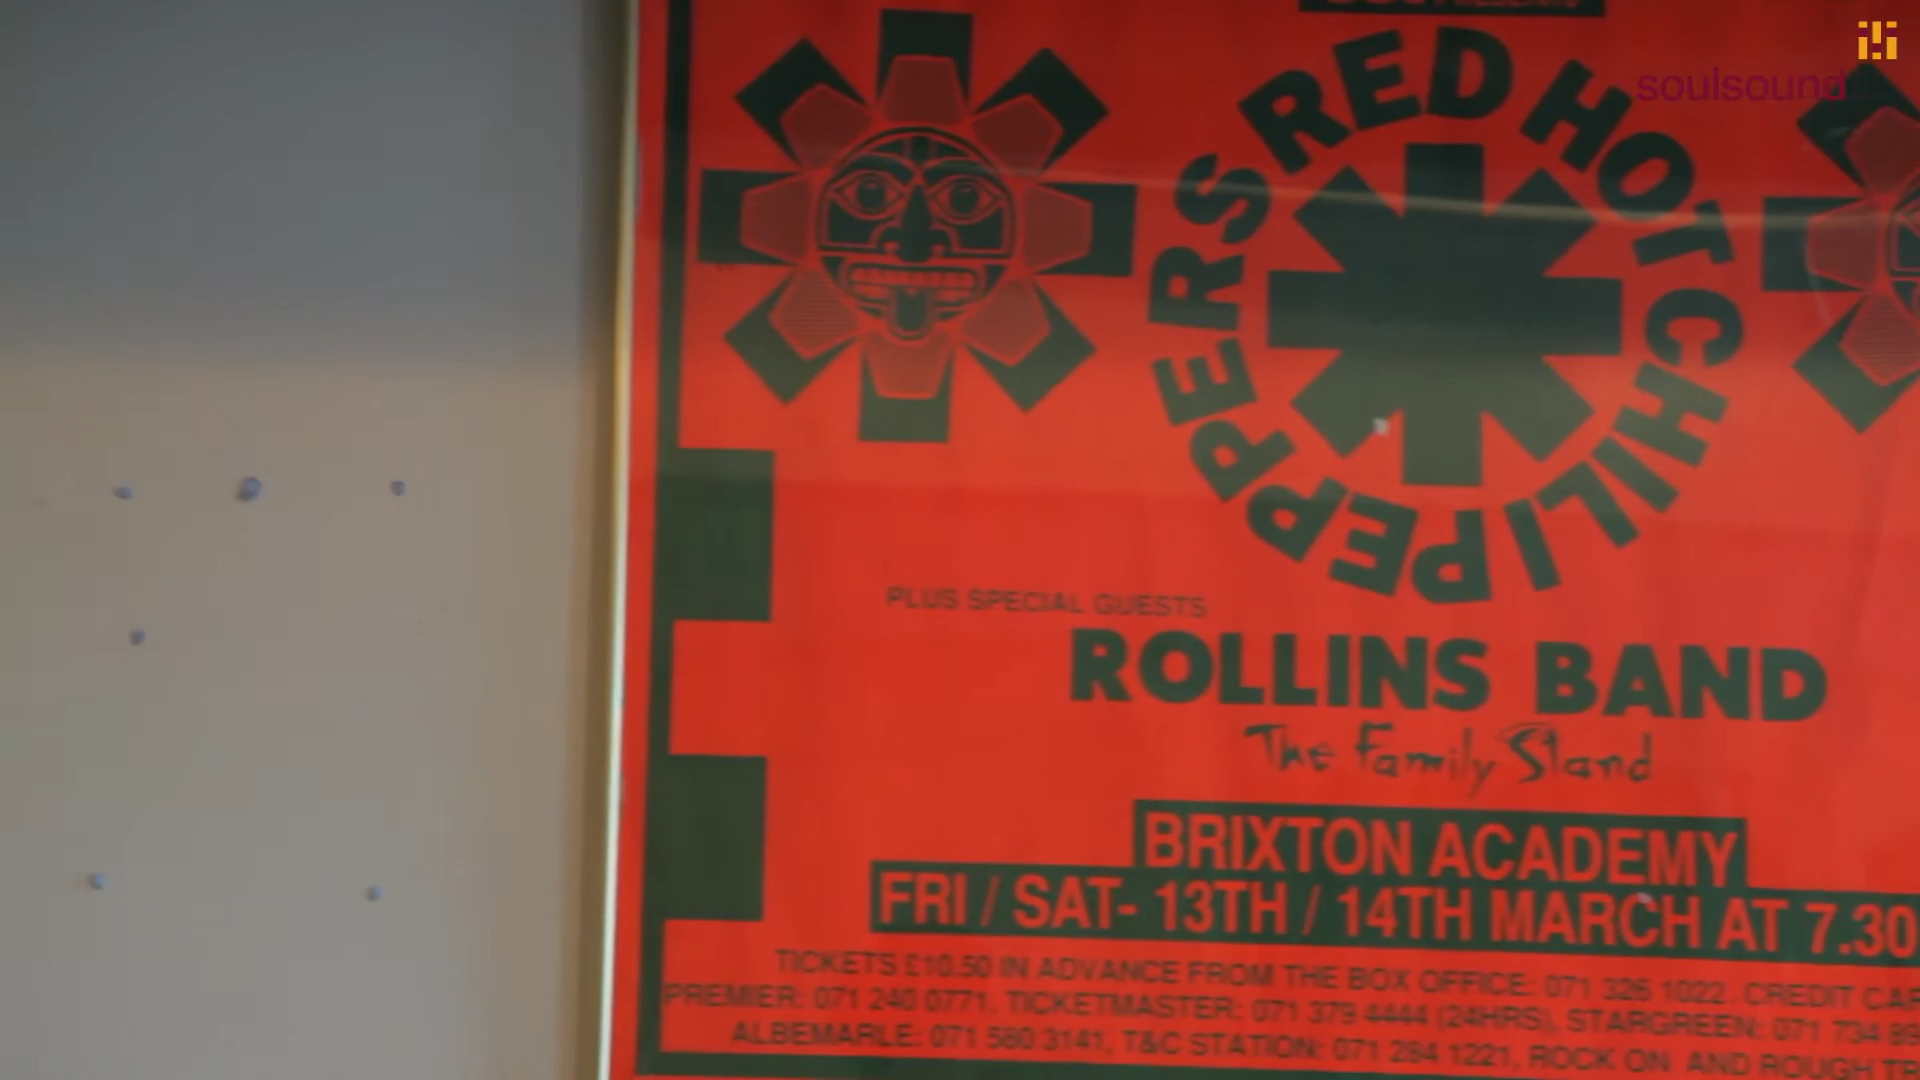 soulsound
RED HOT CHILI PEPPERS
PLUS SPECIAL GUESTS
ROLLINS BAND
The Family Stand
BRIXTON ACADEMY
FRI / SAT- 13TH / 14TH MARCH AT 7.30
TICKETS £10.50 IN ADVANCE FROM THE BOX OFFICE: 071 326 1022. CREDIT
PREMIER: 071 240 0771, TICKETMASTER: 071 379 4444 (24HRS), STARGREEN: 071 734
ALBEMARLE: 071 580 3141, T&C STATION: 071 284 1221, ROCK ON AND ROUGH